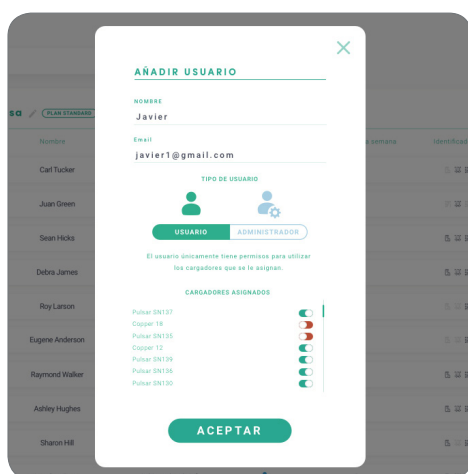 AÑADIR USUARIO
NOMBRE
Javier
Email
javier1@gmail.com
TIPO DE USUARIO
USUARIO
ADMINISTRADOR
El usuario únicamente tiene permisos para utilizar
los cargadores que se le asignan.
CARGADORES ASIGNADOS
Pulsar SN137
Copper 18
Pulsar SN135
Copper 12
Pulsar SN139
Pulsar SN136
Pulsar SN130
ACEPTAR
sa
PLAN STANDARD
Nombre
a semana
Identificad
Carl Tucker
Juan Green
Sean Hicks
Debra James
Roy Larson
Eugene Anderson
Raymond Walker
Ashley Hughes
Sharon Hill